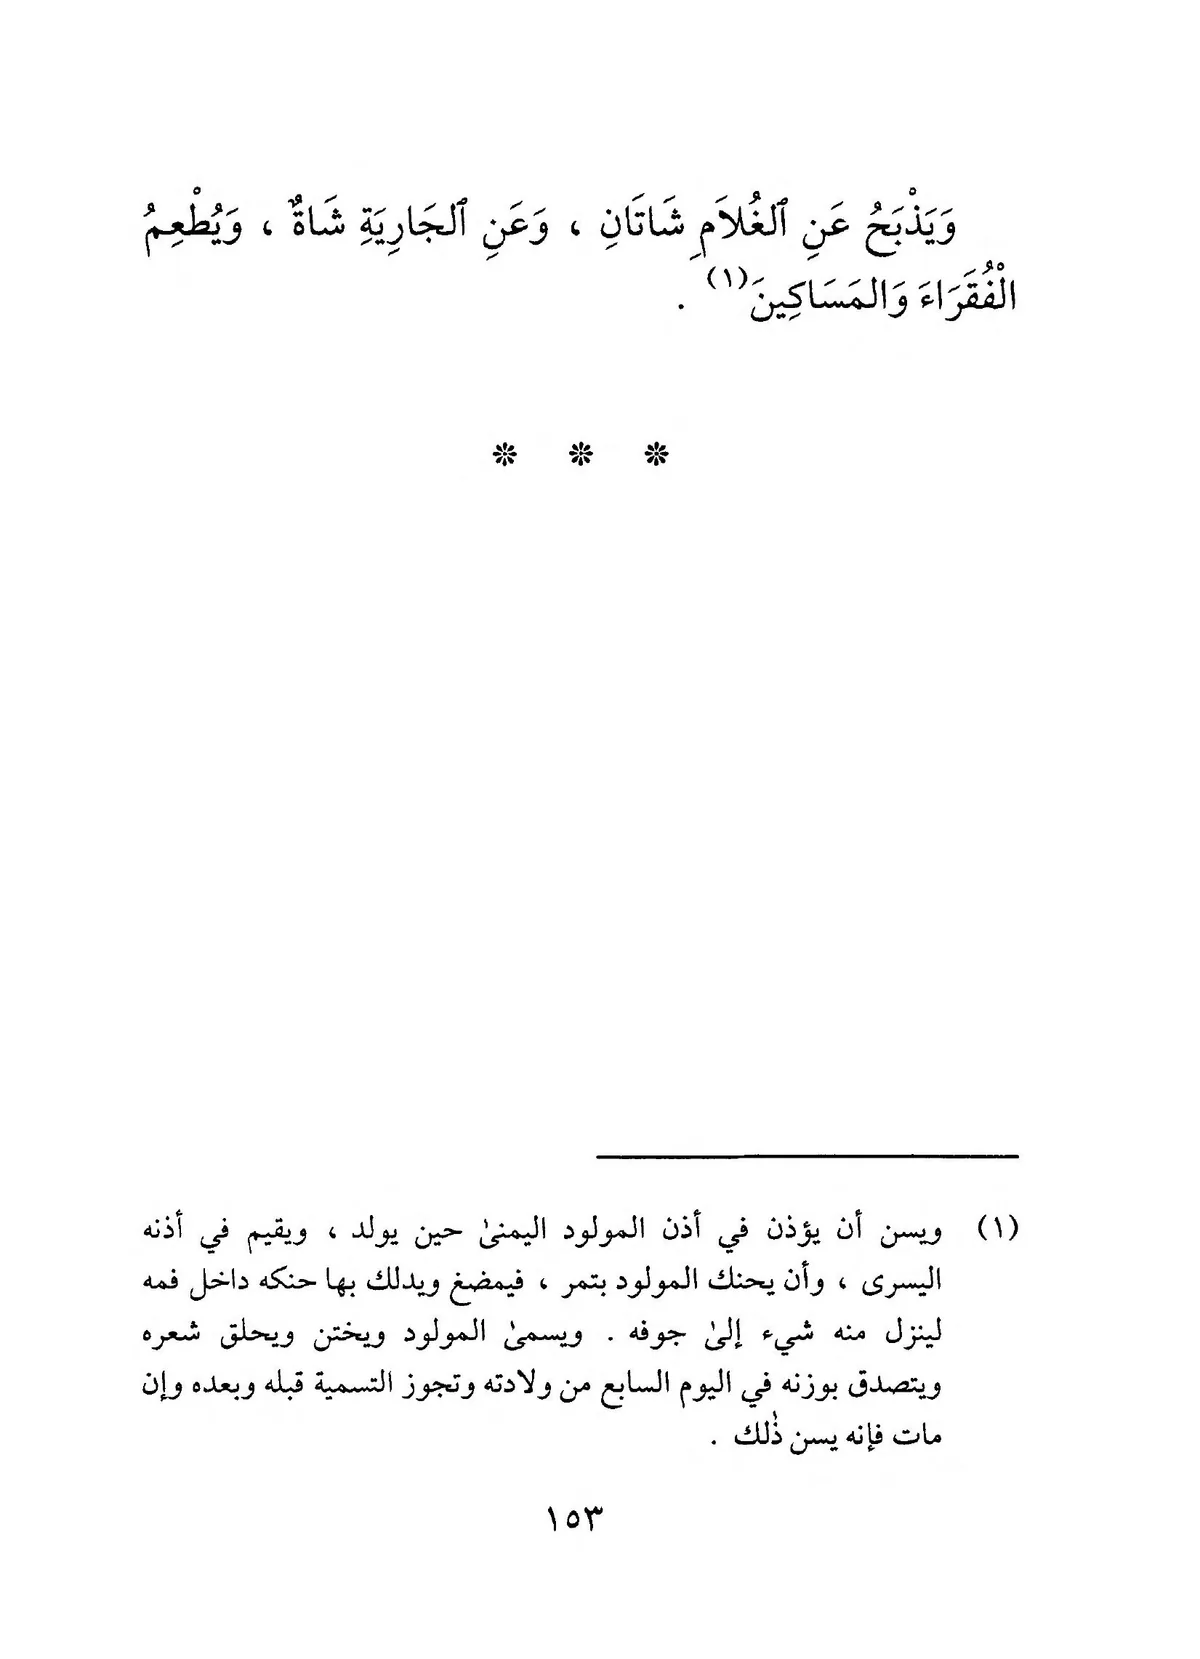 وَيَذْبَحُ عَنِ ٱلغُلَامِ شَاتَانِ ، وَعَنِ ٱلجَارِيَةِ شَاةٌ ، وَيُطْعِمُ
الْفُقَرَاءَ وَالمَسَاكِينَ(١) .
* * *
(١) ويسن أن يؤذن في أذن المولود اليمنىٰ حين يولد ، ويقيم في أذنه
اليسرى ، وأن يحنك المولود بتمر ، فيمضغ ويدلك بها حنكه داخل فمه
لينزل منه شيء إلىٰ جوفه . ويسمىٰ المولود ويختن ويحلق شعره
ويتصدق بوزنه في اليوم السابع من ولادته وتجوز التسمية قبله وبعده وإن
مات فإنه يسن ذٰلك .
١٥٣